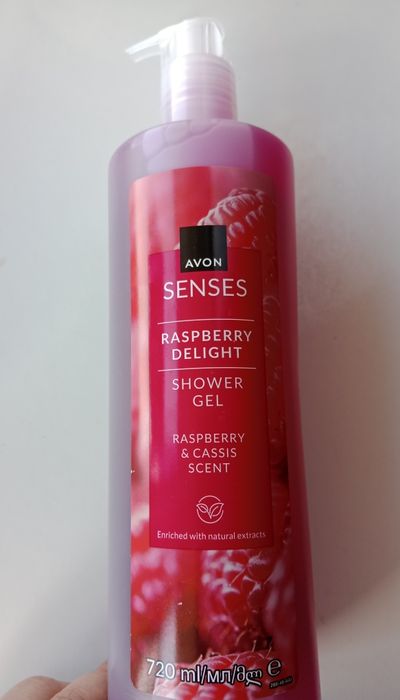 AVON
SENSES
RASPBERRY
DELIGHT
SHOWER
GEL
RASPBERRY
& CASSIS
SCENT
Enriched with natural extracts
720 ml/мл/მლ ℮